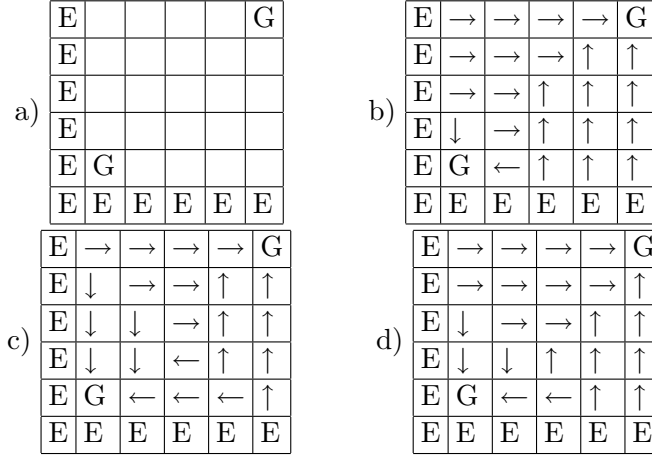 a)
E G
E
E
E
E G
E E E E E E
b)
E → → → → G
E → → → ↑ ↑
E → → ↑ ↑ ↑
E ↓ → ↑ ↑ ↑
E G ← ↑ ↑ ↑
E E E E E E
c)
E → → → → G
E ↓ → → ↑ ↑
E ↓ ↓ → ↑ ↑
E ↓ ↓ ← ↑ ↑
E G ← ← ← ↑
E E E E E E
d)
E → → → → G
E → → → → ↑
E ↓ → → ↑ ↑
E ↓ ↓ ↑ ↑ ↑
E G ← ← ↑ ↑
E E E E E E